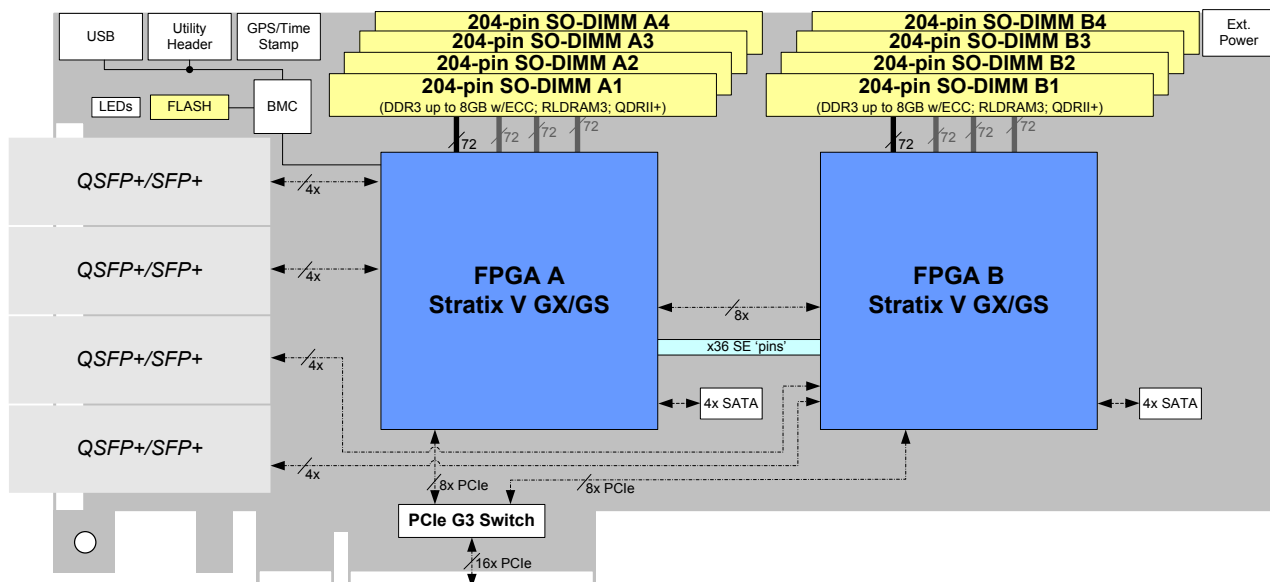 USB
Utility
Header
GPS/Time
Stamp
204-pin SO-DIMM A4
204-pin SO-DIMM A3
204-pin SO-DIMM A2
204-pin SO-DIMM A1
(DDR3 up to 8GB w/ECC; RLDRAM3; QDRII+)
204-pin SO-DIMM B4
204-pin SO-DIMM B3
204-pin SO-DIMM B2
204-pin SO-DIMM B1
(DDR3 up to 8GB w/ECC; RLDRAM3; QDRII+)
Ext.
Power
LEDs
FLASH
BMC
72
72
72
72
72
72
72
72
QSFP+/SFP+
4x
QSFP+/SFP+
4x
QSFP+/SFP+
4x
QSFP+/SFP+
4x
FPGA A
Stratix V GX/GS
FPGA B
Stratix V GX/GS
8x
x36 SE ‘pins’
4x SATA
4x SATA
8x PCIe
8x PCIe
PCIe G3 Switch
16x PCIe